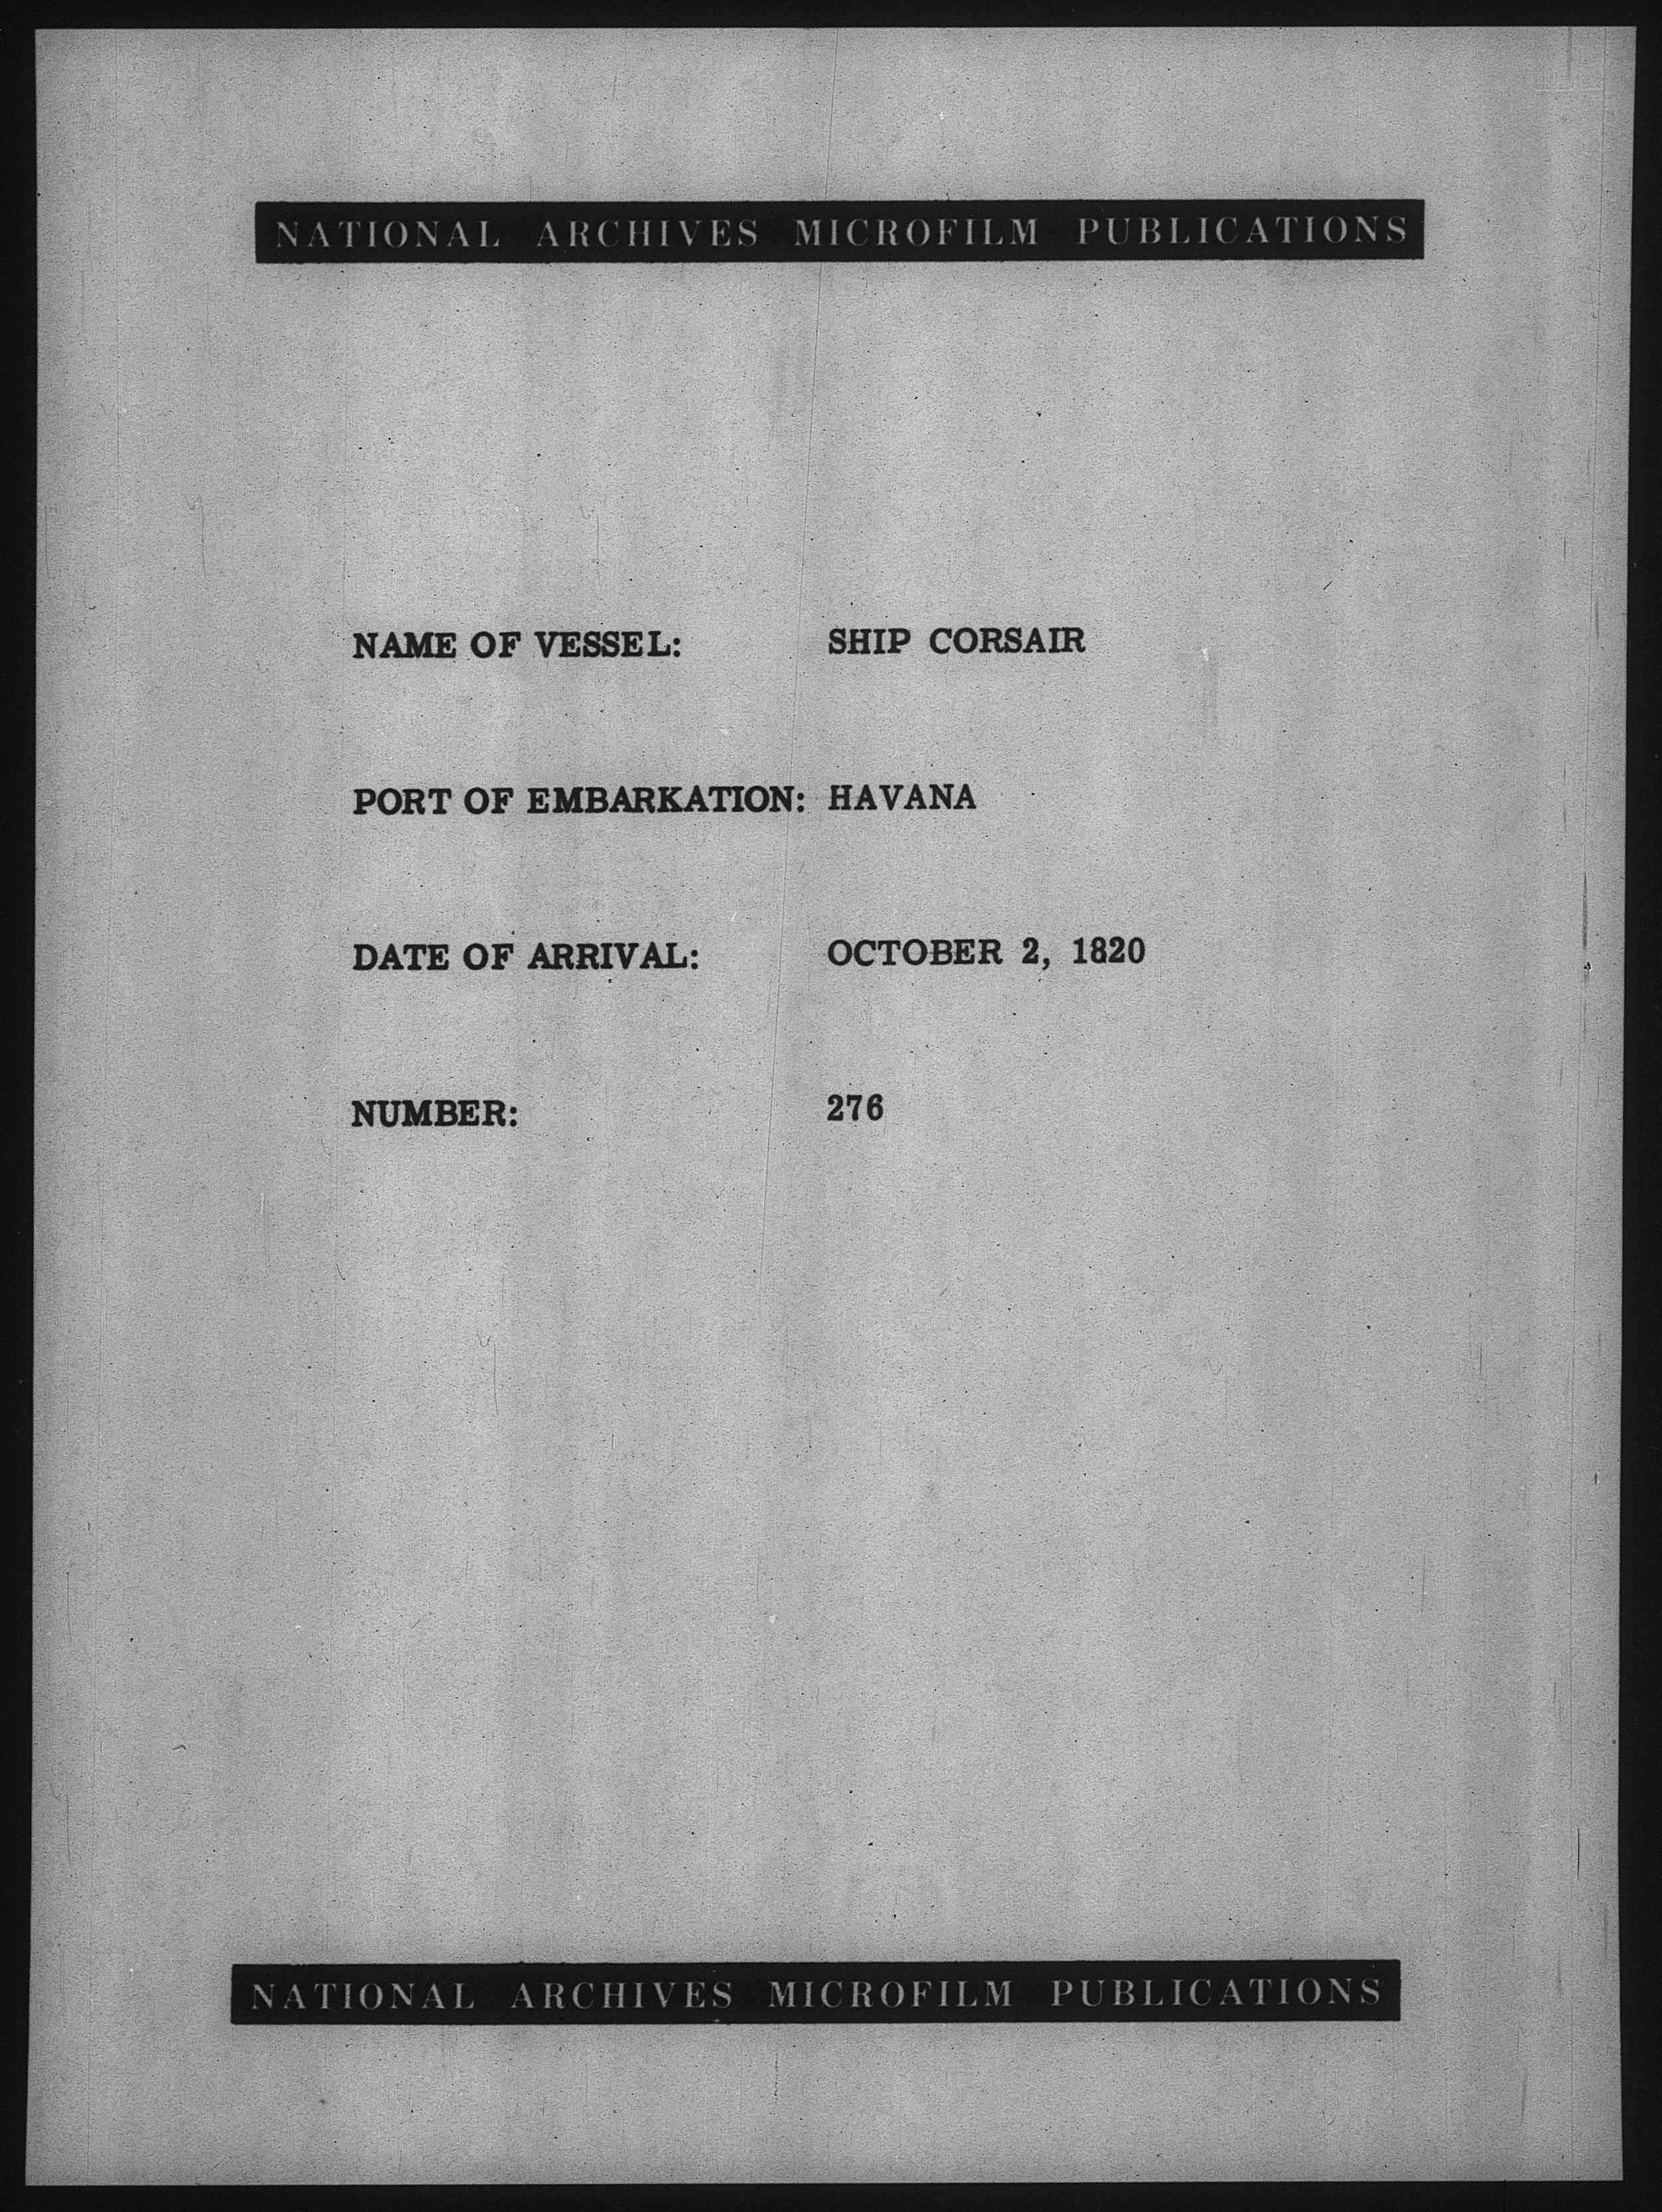 NATIONAL ARCHIVES MICROFILM PUBLICATIONS
NAME OF VESSEL: SHIP CORSAIR
PORT OF EMBARKATION: HAVANA
DATE OF ARRIVAL: OCTOBER 2, 1820
NUMBER: 276
NATIONAL ARCHIVES MICROFILM PUBLICATIONS